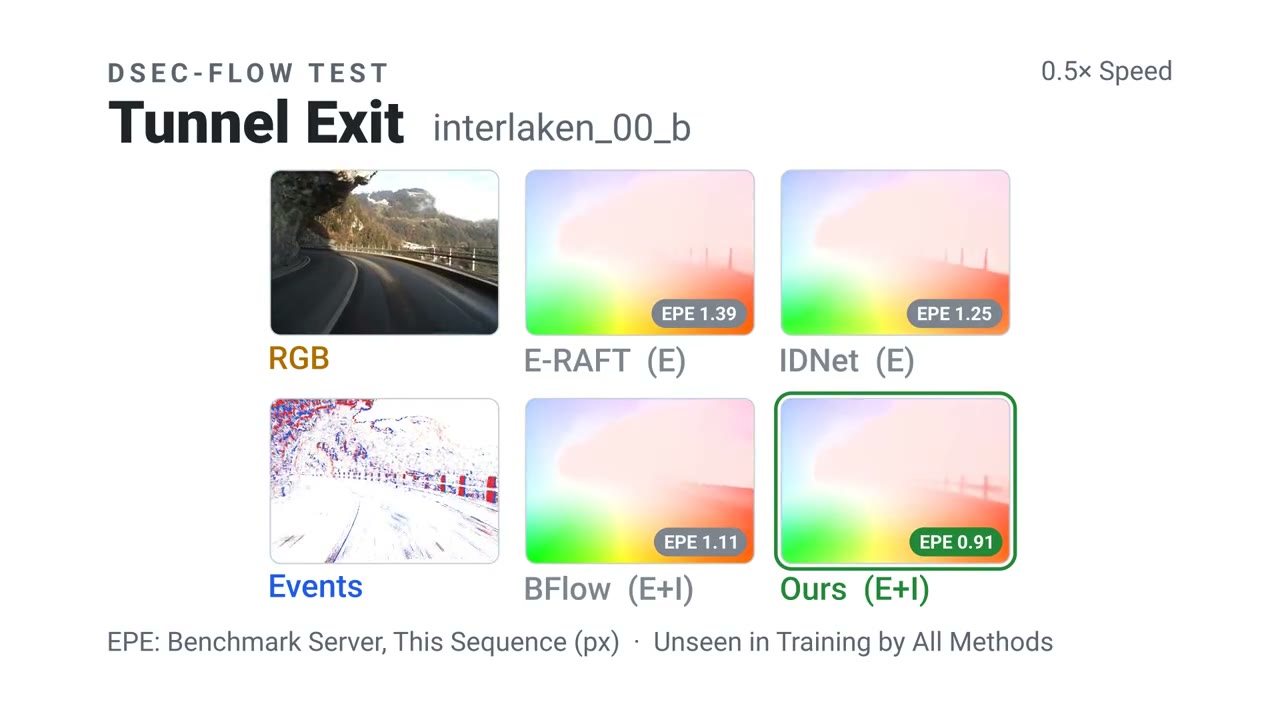 DSEC-FLOW TEST
0.5× Speed
Tunnel Exit interlaken_00_b
EPE 1.39
EPE 1.25
RGB
E-RAFT (E)
IDNet (E)
EPE 1.11
EPE 0.91
Events
BFlow (E+I)
Ours (E+I)
EPE: Benchmark Server, This Sequence (px) · Unseen in Training by All Methods